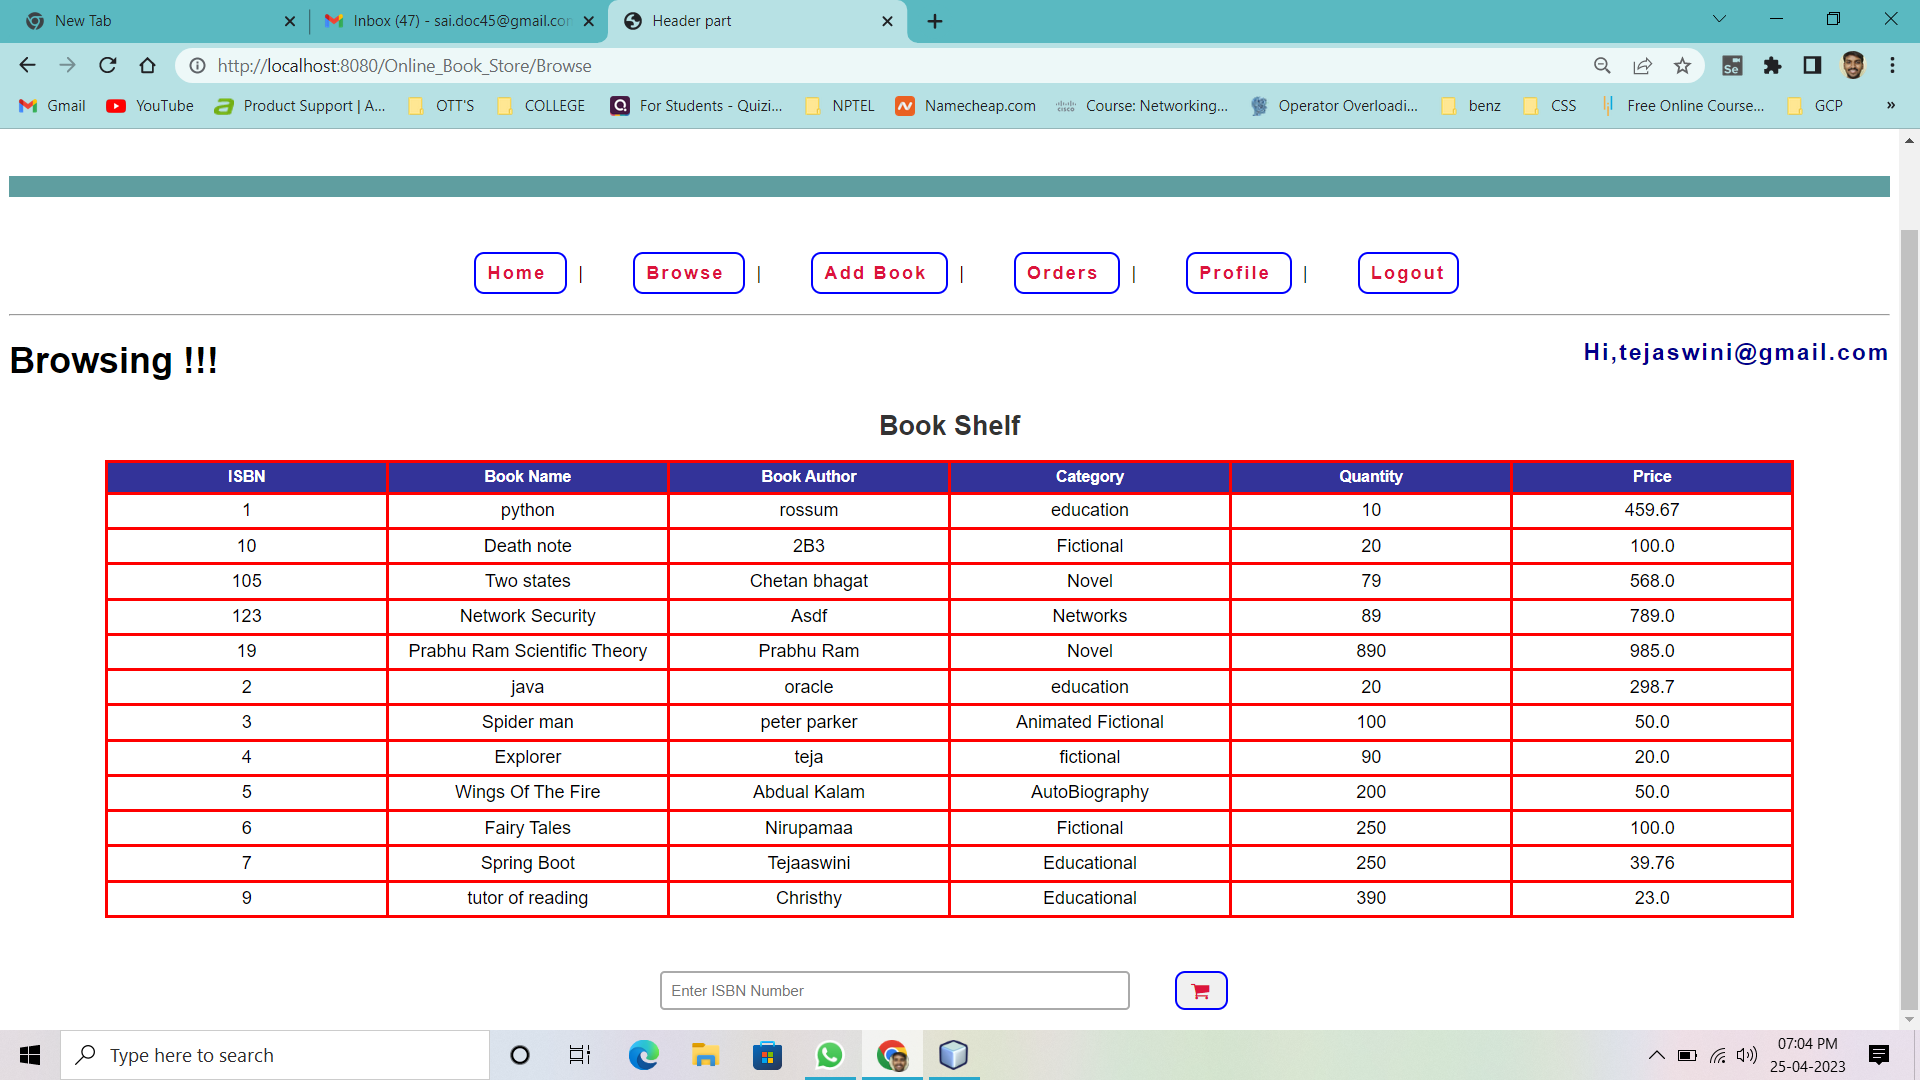 New Tab
Inbox (47) - sai.doc45@gmail.con
Header part
http://localhost:8080/Online_Book_Store/Browse
Gmail YouTube Product Support | A... OTT'S COLLEGE For Students - Quizi... NPTEL Namecheap.com Course: Networking... Operator Overloadi... benz CSS Free Online Course... GCP »
Home | Browse | Add Book | Orders | Profile | Logout
Browsing !!!
Hi,tejaswini@gmail.com
Book Shelf
ISBN Book Name Book Author Category Quantity Price
1 python rossum education 10 459.67
10 Death note 2B3 Fictional 20 100.0
105 Two states Chetan bhagat Novel 79 568.0
123 Network Security Asdf Networks 89 789.0
19 Prabhu Ram Scientific Theory Prabhu Ram Novel 890 985.0
2 java oracle education 20 298.7
3 Spider man peter parker Animated Fictional 100 50.0
4 Explorer teja fictional 90 20.0
5 Wings Of The Fire Abdual Kalam AutoBiography 200 50.0
6 Fairy Tales Nirupamaa Fictional 250 100.0
7 Spring Boot Tejaaswini Educational 250 39.76
9 tutor of reading Christhy Educational 390 23.0
Enter ISBN Number
Type here to search
07:04 PM
25-04-2023